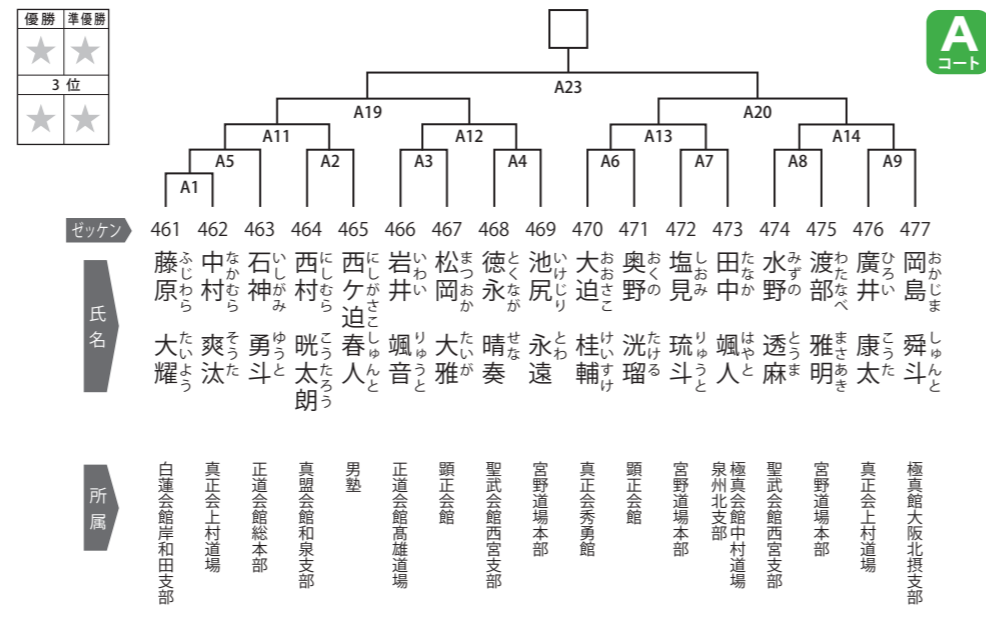 優勝 準優勝
★ ★
3 位
★ ★
A
コート
A23
A19 A20
A11 A12 A13 A14
A5 A2 A3 A4 A6 A7 A8 A9
A1
ゼッケン 461 462 463 464 465 466 467 468 469 470 471 472 473 474 475 476 477
氏名
藤原 大耀 ふじわら たいよう
中村 爽汰 なかむら そうた
石神 勇斗 いしがみ ゆうと
西村 晄太朗 にしむら こうたろう
西ケ迫 春人 にしがさこ しゅんと
岩井 颯音 いわい りゅうと
松岡 大雅 まつおか たいが
徳永 晴奏 とくなが せな
池尻 永遠 いけじり とわ
大迫 桂輔 おおさこ けいすけ
奥野 洸瑠 おくの たける
塩見 琉斗 しおみ りゅうと
田中 颯人 たなか はやと
水野 透麻 みずの とうま
渡部 雅明 わたなべ まさあき
廣井 康太 ひろい こうた
岡島 舜斗 おかじま しゅんと
所属
白蓮会館岸和田支部
真正会上村道場
正道会館総本部
真盟会館和泉支部
男塾
正道会館髙雄道場
顕正会館
聖武会館西宮支部
宮野道場本部
真正会秀勇館
顕正会館
宮野道場本部
極真会館中村道場
泉州北支部
聖武会館西宮支部
宮野道場本部
真正会上村道場
極真館大阪北摂支部